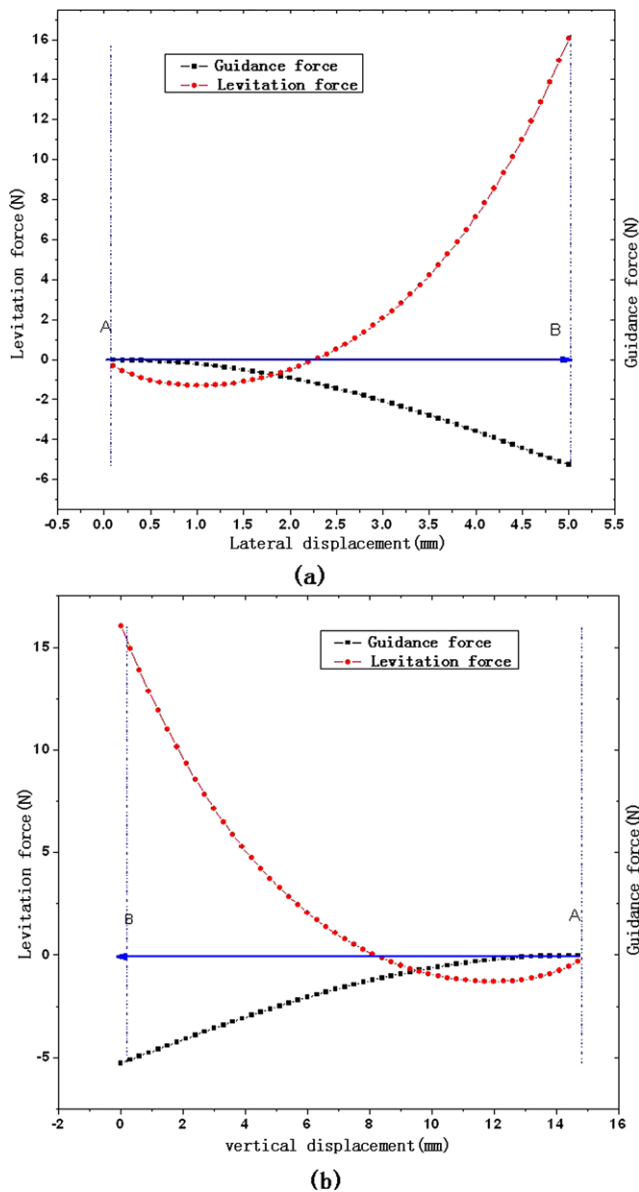 16
14
12
10
8
6
4
2
0
-2
-4
-6
Levitation force(N)
Guidance force(N)
Guidance force
Levitation force
A
B
-0.5 0.0 0.5 1.0 1.5 2.0 2.5 3.0 3.5 4.0 4.5 5.0 5.5
Lateral displacement(mm)
(a)
15
10
5
0
-5
Levitation force(N)
Guidance force(N)
Guidance force
Levitation force
B
A
-2 0 2 4 6 8 10 12 14 16
vertical displacement(mm)
(b)